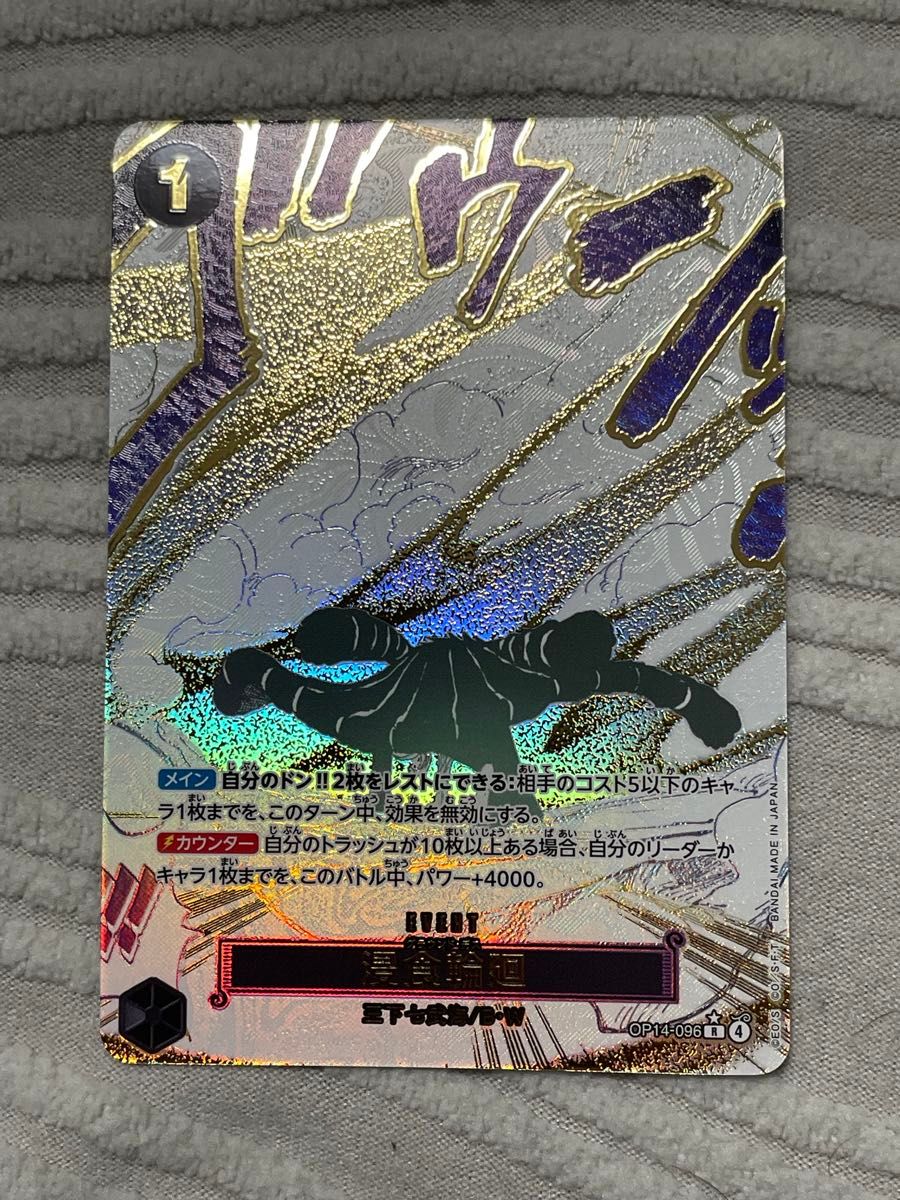 1
メイン 自分のドン!!2枚をレストにできる:相手のコスト5以下のキャ
ラ1枚までを、このターン中、効果を無効にする。
カウンター 自分のトラッシュが10枚以上ある場合、自分のリーダーか
キャラ1枚までを、このバトル中、パワー+4000。
EVENT
浸食輪廻
王下七武海/B・W
OP14-096 R 4
©E.O./S ©O./S・F・T BANDAI MADE IN JAPAN